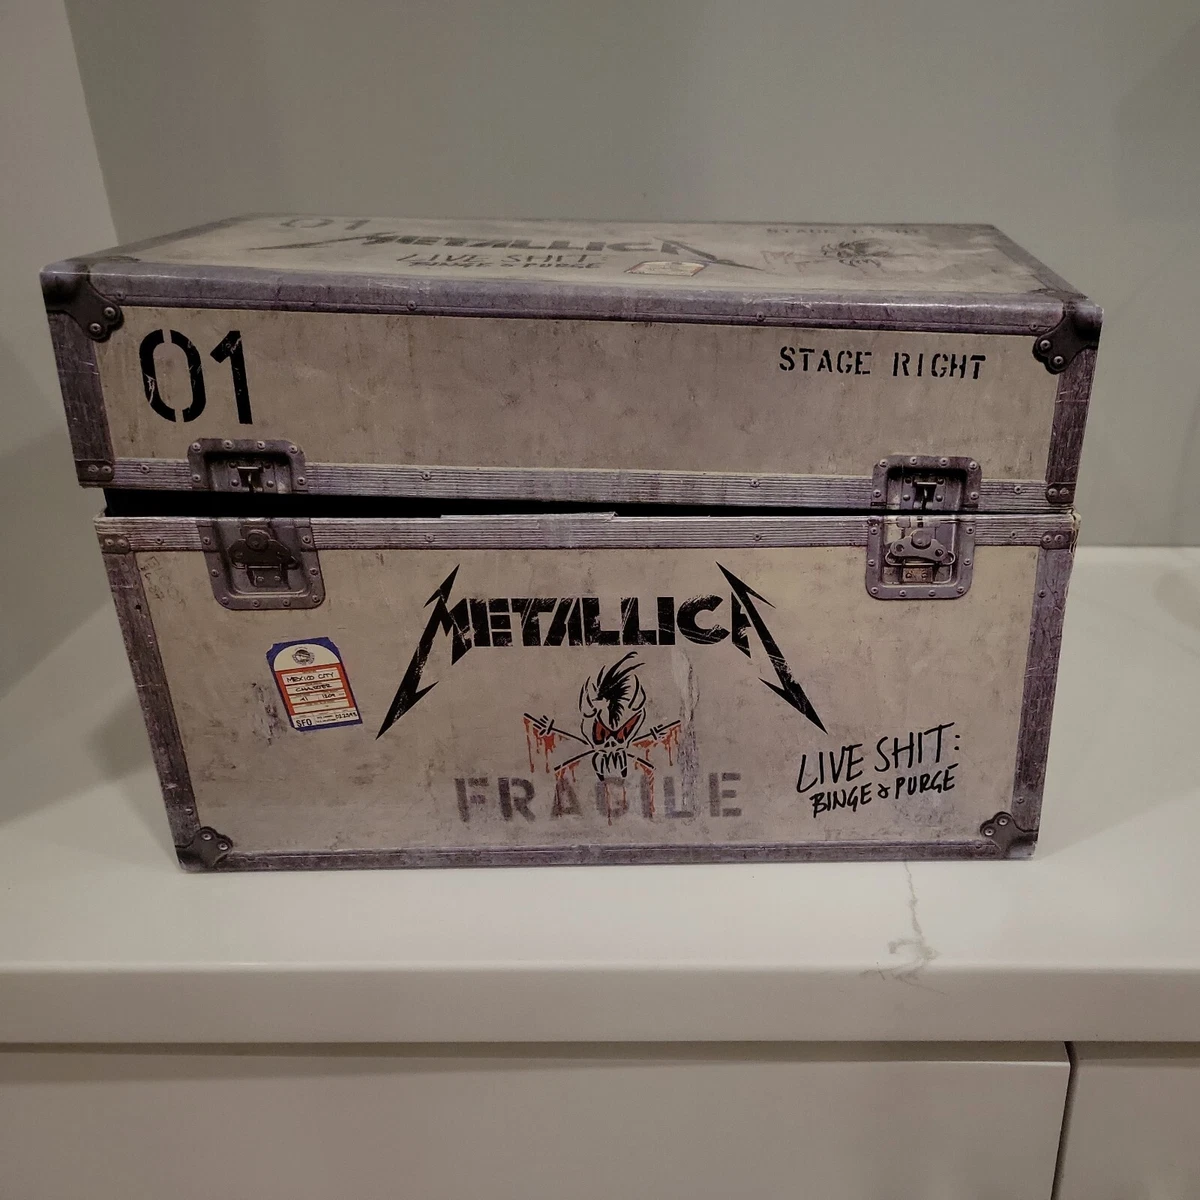 01
STAGE RIGHT
METALLICA
LIVE SHIT:
BINGE & PURGE
01
STAGE RIGHT
METALLICA
MEXICO CITY
CHARTER
SFO
FRAGILE
LIVE SHIT:
BINGE & PURGE